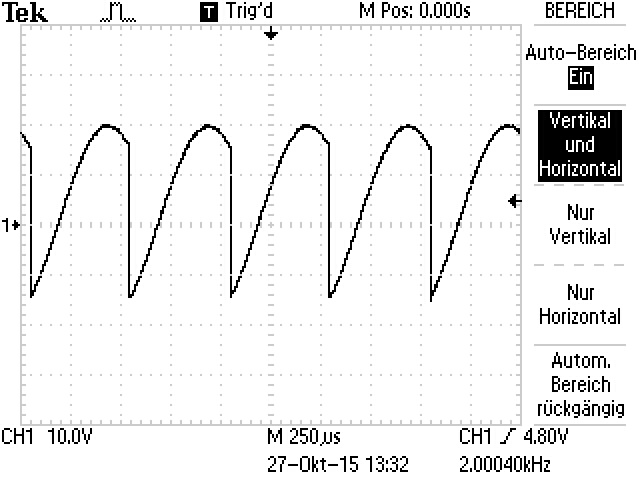 Tek T Trig'd M Pos: 0.000s BEREICH
Auto-Bereich
Ein
Vertikal
und
Horizontal
1
Nur
Vertikal
Nur
Horizontal
Autom.
Bereich
rückgängig
CH1 10.0V M 250µs CH1 4.80V
27-Okt-15 13:32 2.00040kHz